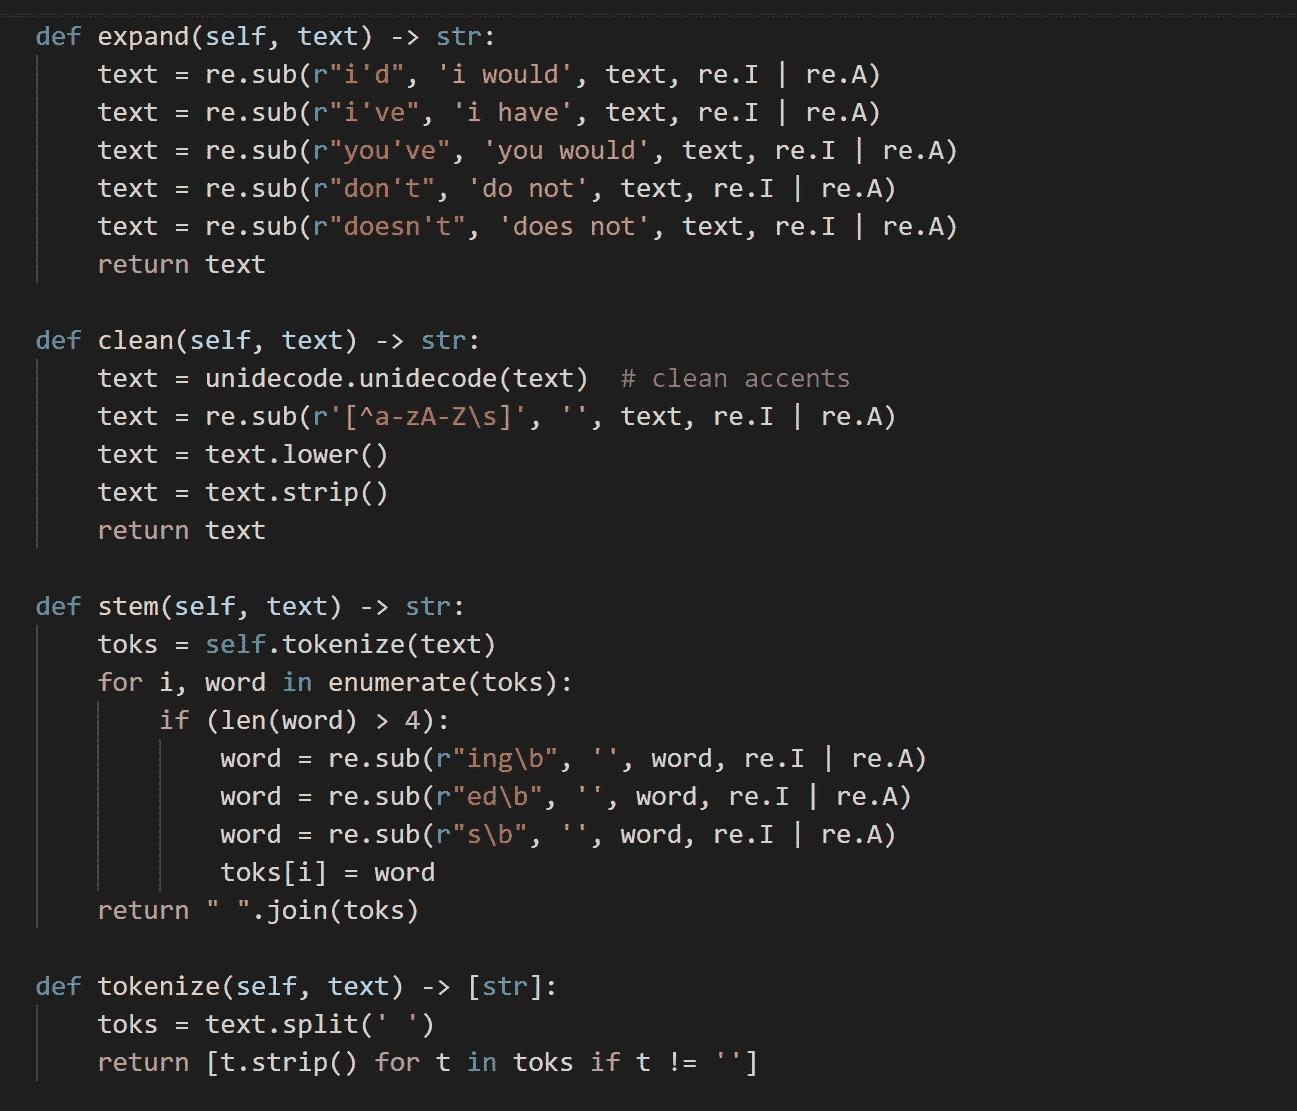 def expand(self, text) -> str:
    text = re.sub(r"i'd", 'i would', text, re.I | re.A)
    text = re.sub(r"i've", 'i have', text, re.I | re.A)
    text = re.sub(r"you've", 'you would', text, re.I | re.A)
    text = re.sub(r"don't", 'do not', text, re.I | re.A)
    text = re.sub(r"doesn't", 'does not', text, re.I | re.A)
    return text
def clean(self, text) -> str:
    text = unidecode.unidecode(text)  # clean accents
    text = re.sub(r'[^a-zA-Z\s]', '', text, re.I | re.A)
    text = text.lower()
    text = text.strip()
    return text
def stem(self, text) -> str:
    toks = self.tokenize(text)
    for i, word in enumerate(toks):
        if (len(word) > 4):
            word = re.sub(r"ing\b", '', word, re.I | re.A)
            word = re.sub(r"ed\b", '', word, re.I | re.A)
            word = re.sub(r"s\b", '', word, re.I | re.A)
            toks[i] = word
    return " ".join(toks)
def tokenize(self, text) -> [str]:
    toks = text.split(' ')
    return [t.strip() for t in toks if t != '']